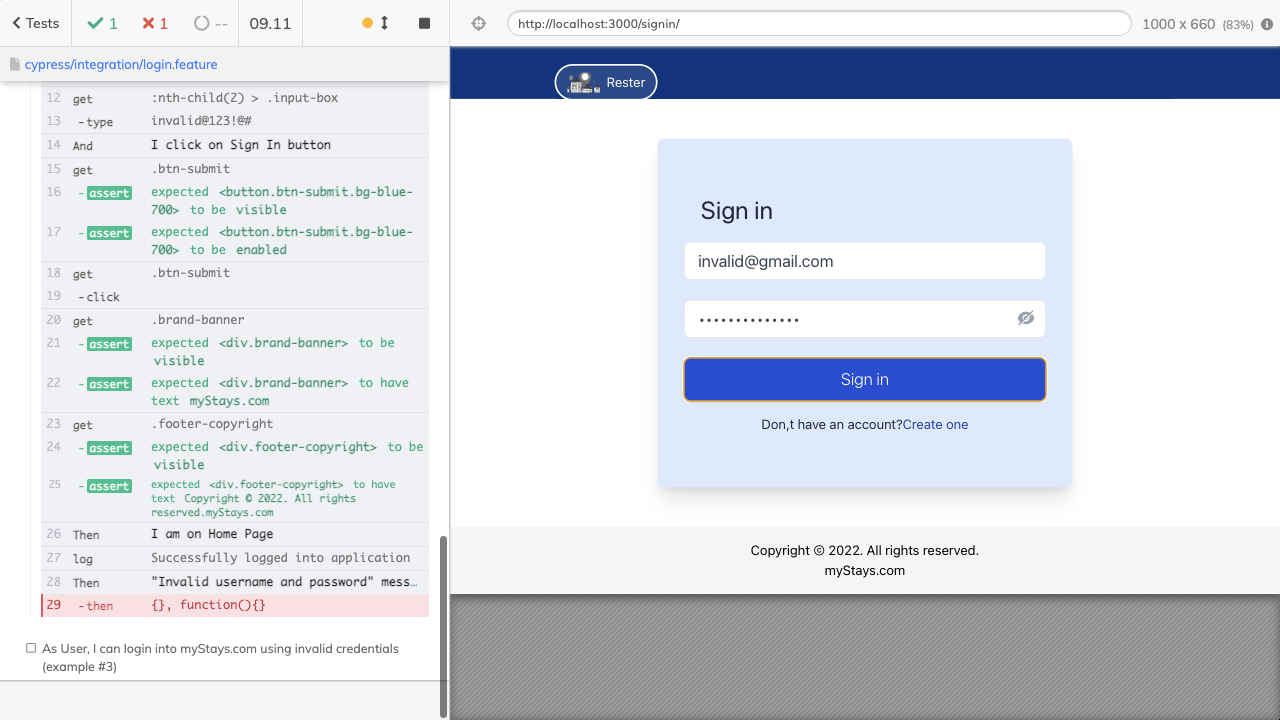 Tests
1
1
--
09.11
http://localhost:3000/signin/
1000 x 660 (83%)
cypress/integration/login.feature
12 get :nth-child(2) > .input-box
13 -type invalid@123!@#
14 And I click on Sign In button
15 get .btn-submit
16 -assert expected <button.btn-submit.bg-blue-
700> to be visible
17 -assert expected <button.btn-submit.bg-blue-
700> to be enabled
18 get .btn-submit
19 -click
20 get .brand-banner
21 -assert expected <div.brand-banner> to be
visible
22 -assert expected <div.brand-banner> to have
text myStays.com
23 get .footer-copyright
24 -assert expected <div.footer-copyright> to be
visible
25 -assert expected <div.footer-copyright> to have
text Copyright © 2022. All rights
reserved.myStays.com
26 Then I am on Home Page
27 log Successfully logged into application
28 Then "Invalid username and password" mess…
29 -then {}, function(){}
As User, I can login into myStays.com using invalid credentials
(example #3)
Rester
Sign in
invalid@gmail.com
••••••••••••••
Sign in
Don,t have an account?Create one
Copyright © 2022. All rights reserved.
myStays.com